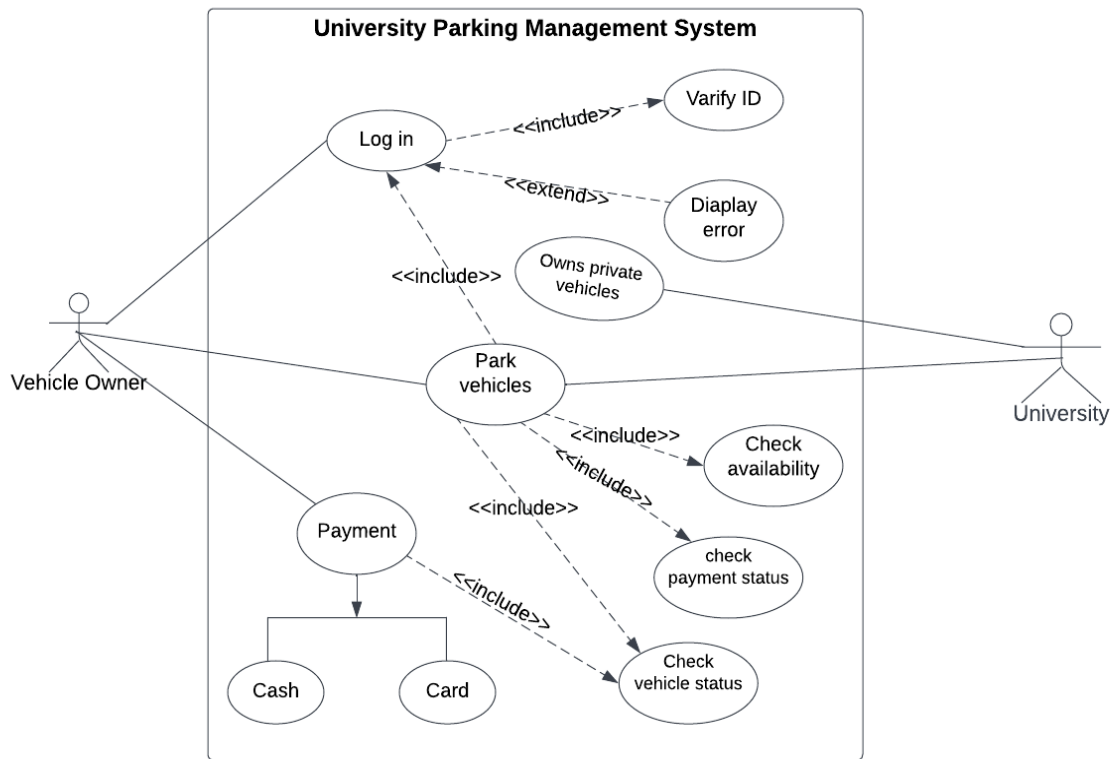 University Parking Management System
Varify ID
Log in
<<include>>
<<extend>>
Diaplay
error
Owns private
vehicles
<<include>>
Park
vehicles
Vehicle Owner
University
<<include>>
Check
availability
<<include>>
<<include>>
Payment
check
payment status
<<include>>
Check
vehicle status
Cash
Card